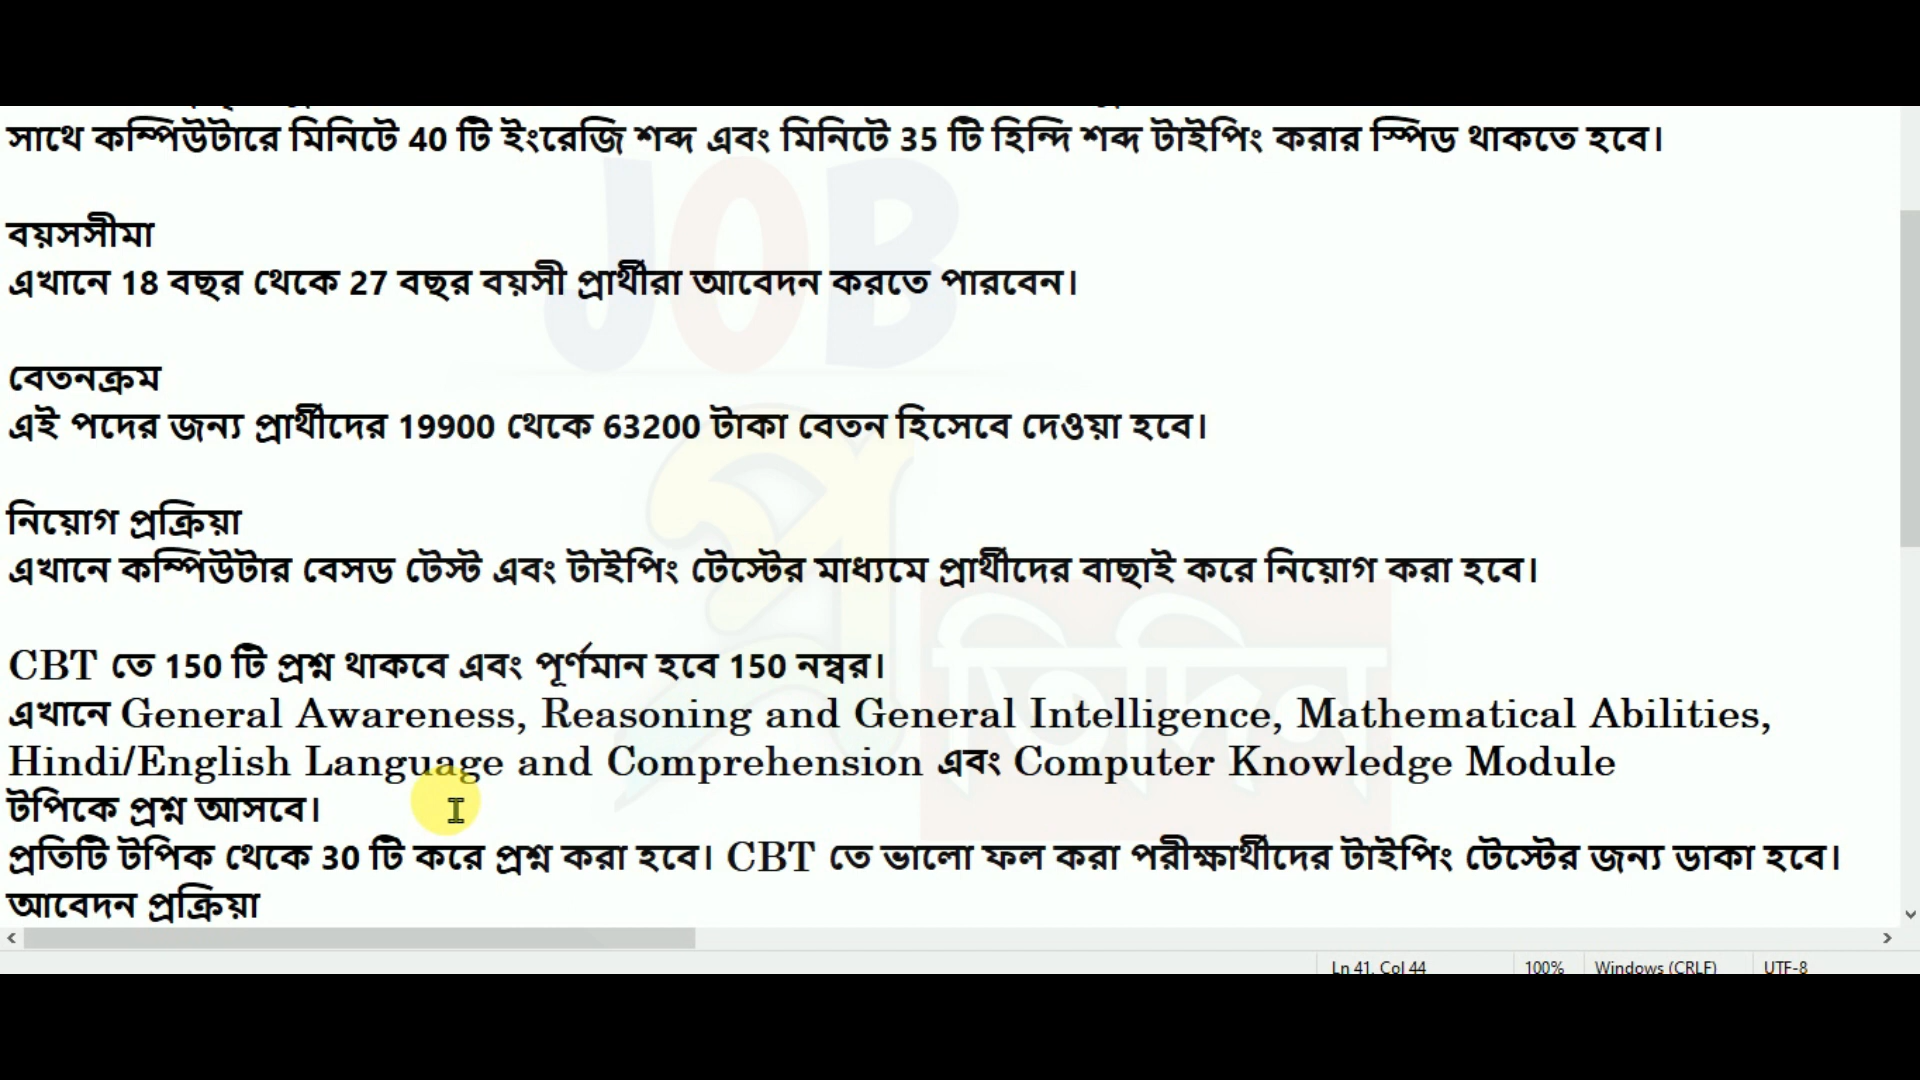 সাথে কম্পিউটারে মিনিটে 40 টি ইংরেজি শব্দ এবং মিনিটে 35 টি হিন্দি শব্দ টাইপিং করার স্পিড থাকতে হবে।
বয়সসীমা
এখানে 18 বছর থেকে 27 বছর বয়সী প্রার্থীরা আবেদন করতে পারবেন।
বেতনক্রম
এই পদের জন্য প্রার্থীদের 19900 থেকে 63200 টাকা বেতন হিসেবে দেওয়া হবে।
নিয়োগ প্রক্রিয়া
এখানে কম্পিউটার বেসড টেস্ট এবং টাইপিং টেস্টের মাধ্যমে প্রার্থীদের বাছাই করে নিয়োগ করা হবে।
CBT তে 150 টি প্রশ্ন থাকবে এবং পূর্ণমান হবে 150 নম্বর।
এখানে General Awareness, Reasoning and General Intelligence, Mathematical Abilities,
Hindi/English Language and Comprehension এবং Computer Knowledge Module
টপিকে প্রশ্ন আসবে।
প্রতিটি টপিক থেকে 30 টি করে প্রশ্ন করা হবে। CBT তে ভালো ফল করা পরীক্ষার্থীদের টাইপিং টেস্টের জন্য ডাকা হবে।
আবেদন প্রক্রিয়া
JOB
প্রতিদিন
Ln 41, Col 44 100% Windows (CRLF) UTF-8